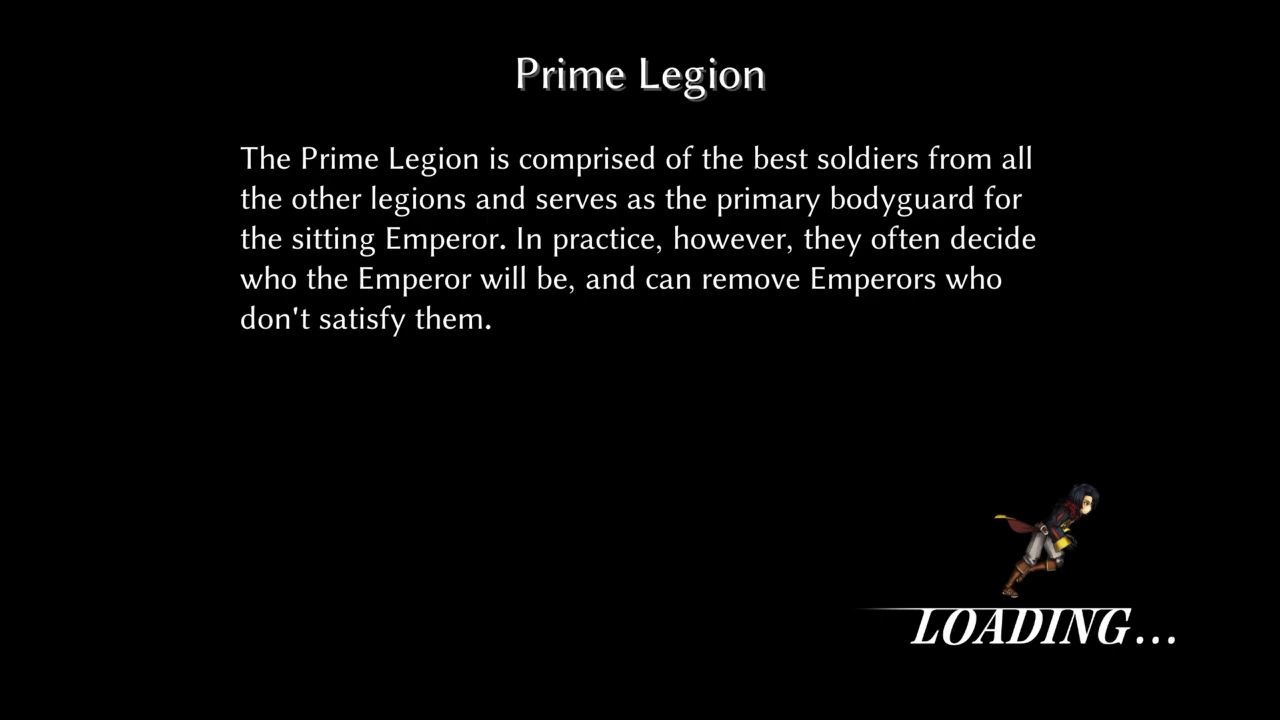 Prime Legion
The Prime Legion is comprised of the best soldiers from all
the other legions and serves as the primary bodyguard for
the sitting Emperor. In practice, however, they often decide
who the Emperor will be, and can remove Emperors who
don't satisfy them.
LOADING...